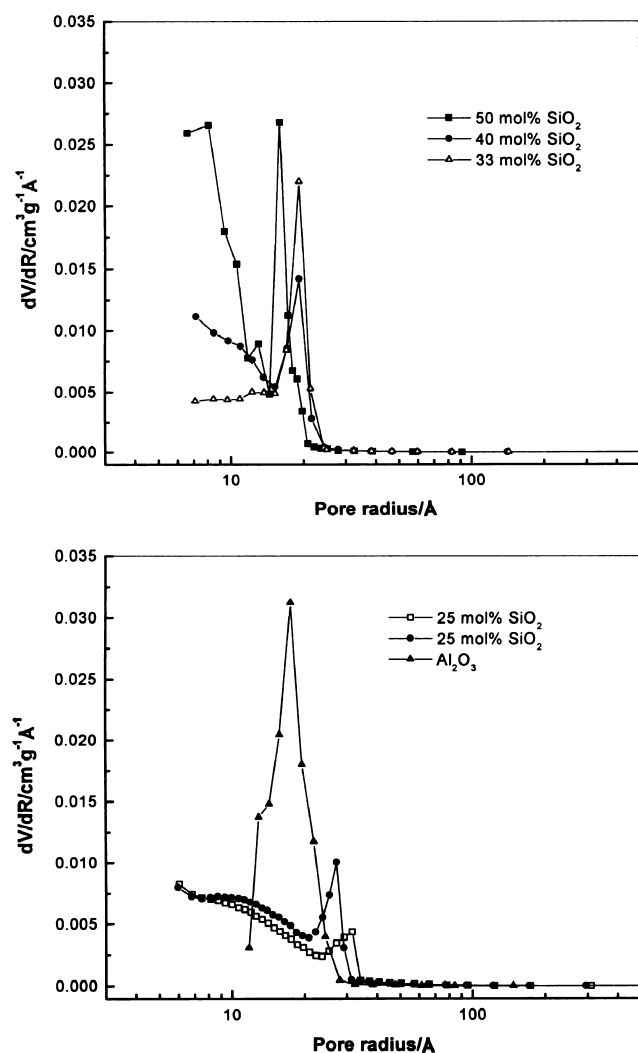 0.035
0.030
0.025
0.020
0.015
0.010
0.005
0.000
dV/dR/cm³g⁻¹A⁻¹
50 mol% SiO₂
40 mol% SiO₂
33 mol% SiO₂
10
100
Pore radius/Å
0.035
0.030
0.025
0.020
0.015
0.010
0.005
0.000
dV/dR/cm³g⁻¹A⁻¹
25 mol% SiO₂
25 mol% SiO₂
Al₂O₃
10
100
Pore radius/Å